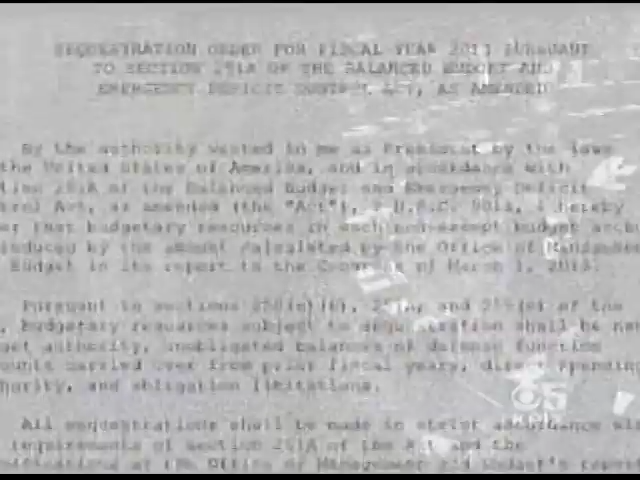 SEQUESTRATION ORDER FOR FISCAL YEAR 2013 PURSUANT
TO SECTION 251A OF THE BALANCED BUDGET AND
EMERGENCY DEFICIT CONTROL ACT, AS AMENDED
By the authority vested in me as President by the laws
the United States of America, and in accordance with
tion 251A of the Balanced Budget and Emergency Deficit
trol Act, as amended (the "Act"), 2 U.S.C. 901a, I hereby
er that budgetary resources in each non-exempt budget accou
reduced by the amount calculated by the Office of Managemen
Budget in its report to the Congress of March 1, 2013.
Pursuant to sections 250(c)(6), 251A, and 255(e) of the
, budgetary resources subject to sequestration shall be new
get authority, unobligated balances of defense function
ounts carried over from prior fiscal years, direct spending
hority, and obligation limitations.
All sequestrations shall be made in strict accordance wi
requirements of section 251A of the Act and the
cifications of the Office of Management and Budget's report
5
KPIX